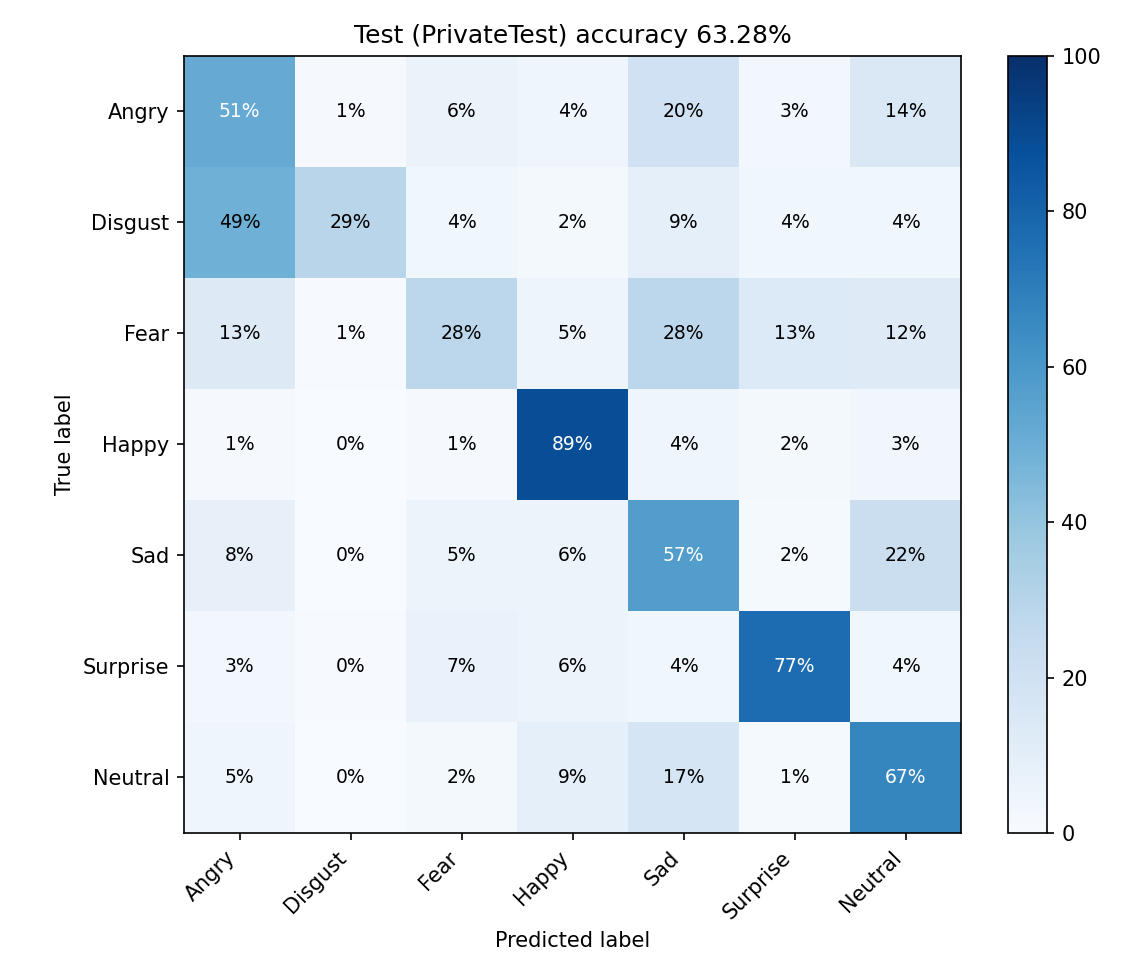 Test (PrivateTest) accuracy 63.28%
True label
Angry 51% 1% 6% 4% 20% 3% 14%
Disgust 49% 29% 4% 2% 9% 4% 4%
Fear 13% 1% 28% 5% 28% 13% 12%
Happy 1% 0% 1% 89% 4% 2% 3%
Sad 8% 0% 5% 6% 57% 2% 22%
Surprise 3% 0% 7% 6% 4% 77% 4%
Neutral 5% 0% 2% 9% 17% 1% 67%
Angry Disgust Fear Happy Sad Surprise Neutral
Predicted label
100
80
60
40
20
0